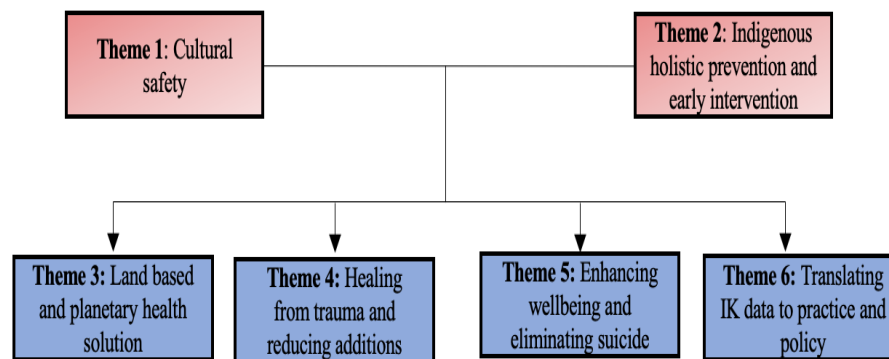 Theme 1: Cultural
safety
Theme 2: Indigenous
holistic prevention and
early intervention
Theme 3: Land based
and planetary health
solution
Theme 4: Healing
from trauma and
reducing additions
Theme 5: Enhancing
wellbeing and
eliminating suicide
Theme 6: Translating
IK data to practice and
policy